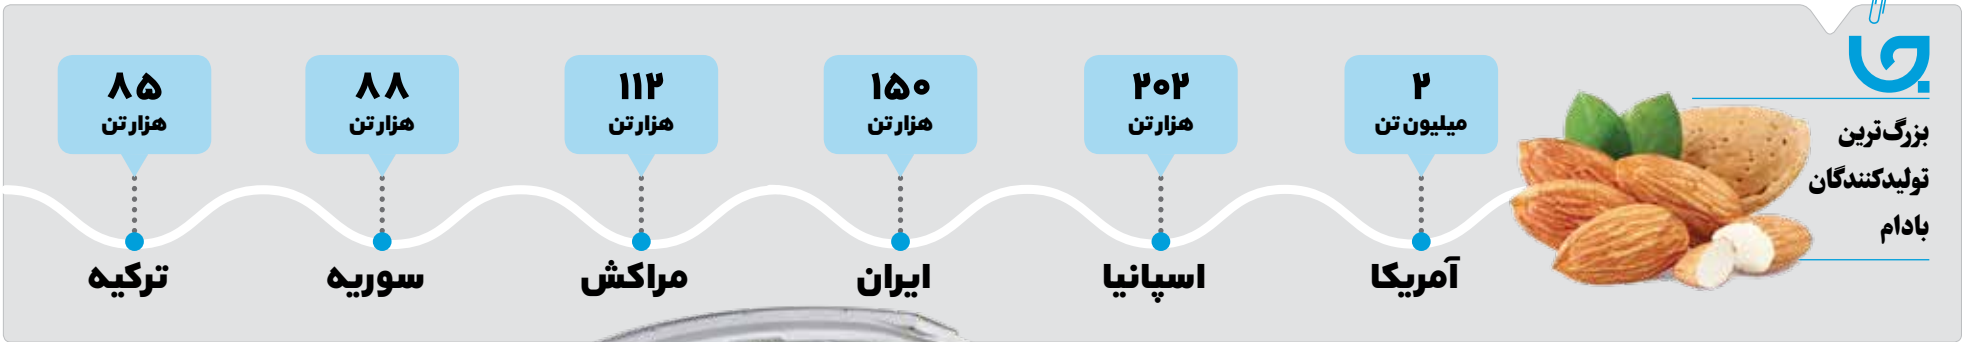 بزرگ‌ترین
تولیدکنندگان
بادام
۲
میلیون تن
آمریکا
۲۰۲
هزار تن
اسپانیا
۱۵۰
هزار تن
ایران
۱۱۲
هزار تن
مراکش
۸۸
هزار تن
سوریه
۸۵
هزار تن
ترکیه